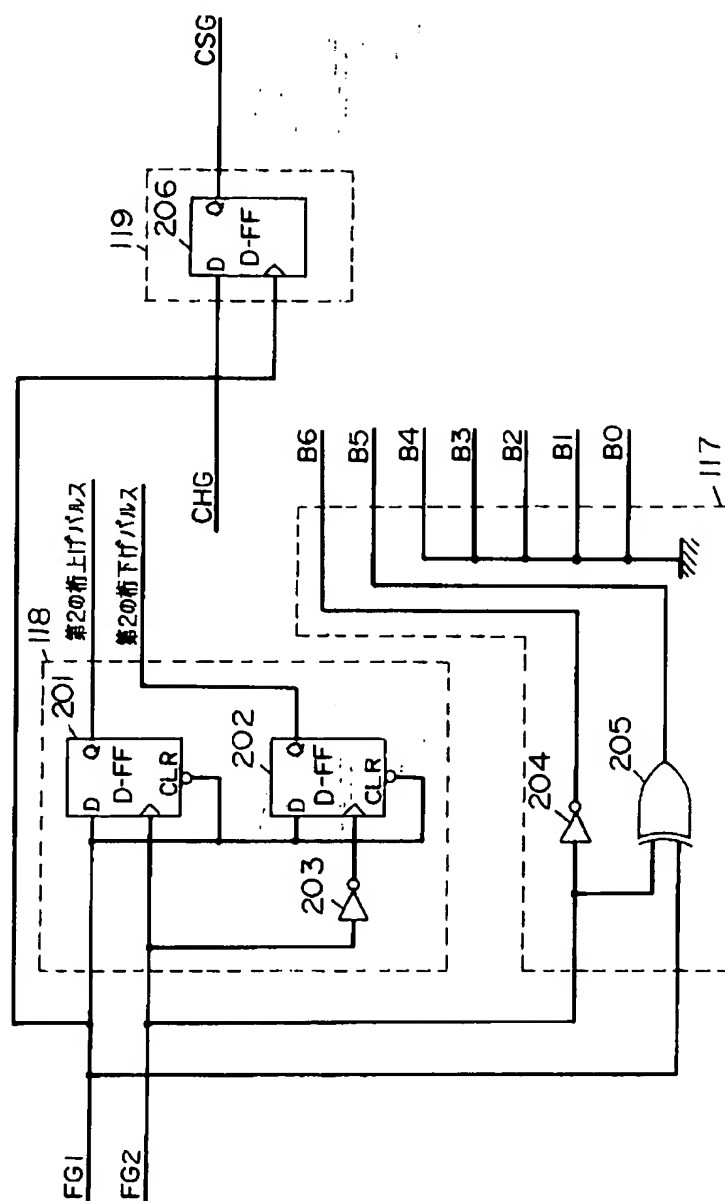 CSG
119
206
D
Q
D-FF
CHG
第2の桁上げパルス
第2の桁下げパルス
118
201
D
Q
D-FF
CLR
202
D
Q
D-FF
CLR
203
FG1
FG2
B6
B5
B4
B3
B2
B1
B0
117
204
205